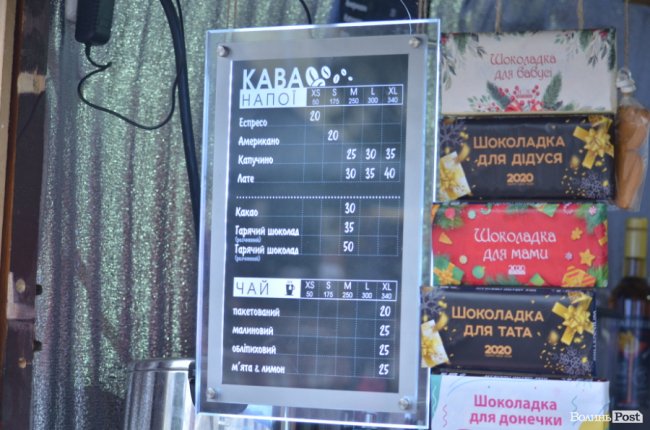 КАВА
НАПОЇ
XS S M L XL
60 175 250 300 340
Еспресо 20
Американо 20
Капучино 25 30 35
Лате 30 35 40
Какао 30
Гарячий шоколад 35
Гарячий шоколад 50
ЧАЙ
XS S M L XL
50 175 250 300 340
пакетований 20
малиновий 25
обліпиховий 25
м'ята & лимон 25
Шоколадка
для бабусі
2020
Шоколадка
для дідуся
2020
Шоколадка
для мами
2020
Шоколадка
для тата
2020
Шоколадка
для донечки
ВолиньPost